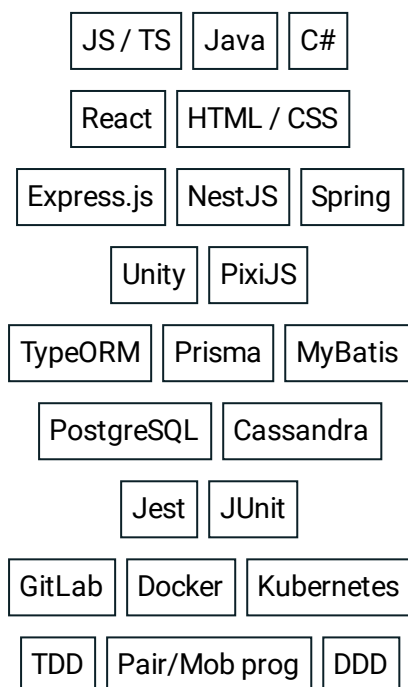 JS / TS Java C#
React HTML / CSS
Express.js NestJS Spring
Unity PixiJS
TypeORM Prisma MyBatis
PostgreSQL Cassandra
Jest JUnit
GitLab Docker Kubernetes
TDD Pair/Mob prog DDD